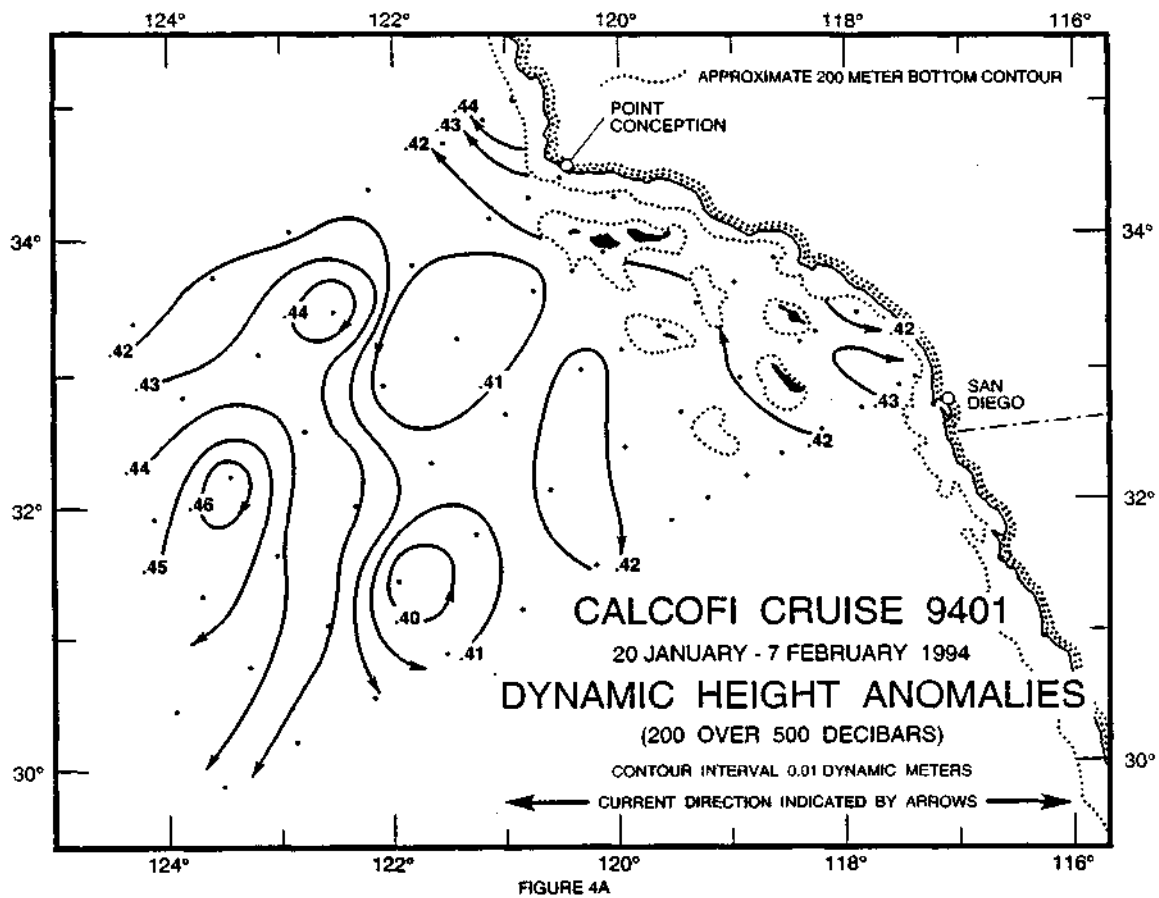 124° 122° 120° 118° 116°
APPROXIMATE 200 METER BOTTOM CONTOUR
POINT
CONCEPTION
.44
.43
.42
34° 34°
.44
.42
.42
.43
.41
SAN
DIEGO
.43
.42
.44
.46
32° 32°
.45
.42
.40
.41
CALCOFI CRUISE 9401
20 JANUARY - 7 FEBRUARY 1994
DYNAMIC HEIGHT ANOMALIES
(200 OVER 500 DECIBARS)
30° 30°
CONTOUR INTERVAL 0.01 DYNAMIC METERS
CURRENT DIRECTION INDICATED BY ARROWS
124° 122° 120° 118° 116°
FIGURE 4A